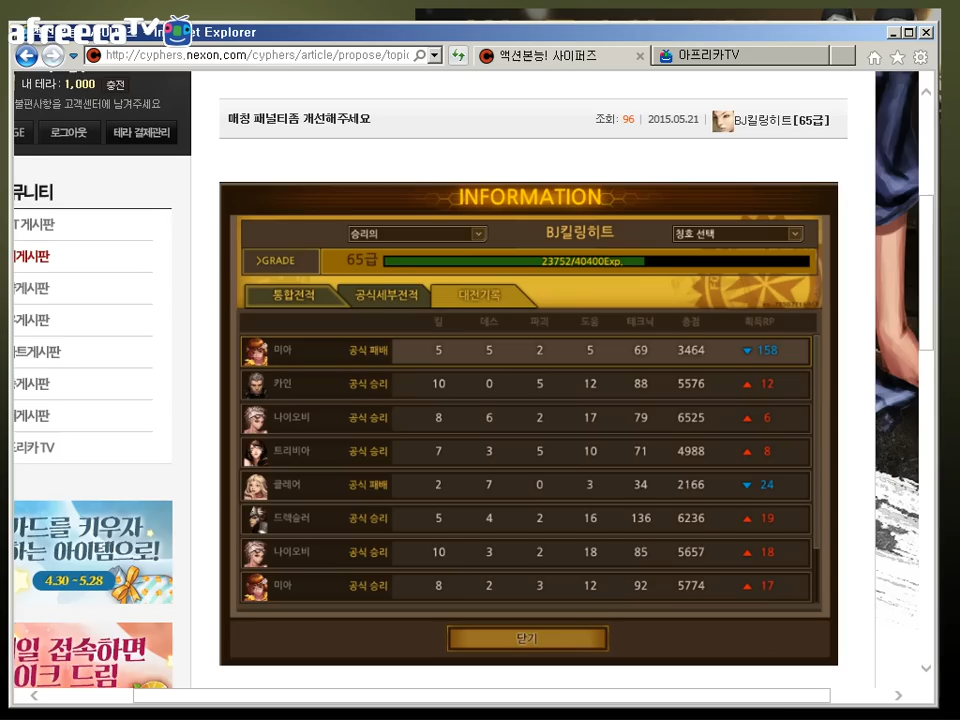 afreecaTV
et Explorer
http://cyphers.nexon.com/cyphers/article/propose/topic
액션본능! 사이퍼즈
아프리카TV
내 테라 : 1,000 충전
불편사항을 고객센터에 남겨주세요
GE 로그아웃 테라 결제관리
뮤니티
T 게시판
게시판
게시판
게시판
트게시판
게시판
게시판
프리카 TV
카드를 키우자
하는 아이템으로!
4.30 ~ 5.28
일 접속하면
이크 드림
매칭 패널티좀 개선해주세요
조회: 96 | 2015.05.21 | BJ킬링히트 [65급]
INFORMATION
승리의 BJ킬링히트 칭호 선택
>GRADE 65급 23752/40400Exp.
통합전적 공식세부전적 대전기록
킬 데스 파괴 도움 테크닉 총점 획득RP
미아 공식 패배 5 5 2 5 69 3464 ▼ 158
카인 공식 승리 10 0 5 12 88 5576 ▲ 12
나이오비 공식 승리 8 6 2 17 79 6525 ▲ 6
트리비아 공식 승리 7 3 5 10 71 4988 ▲ 8
클레어 공식 패배 2 7 0 3 34 2166 ▼ 24
드렉슬러 공식 승리 5 4 2 16 136 6236 ▲ 19
나이오비 공식 승리 10 3 2 18 85 5657 ▲ 18
미아 공식 승리 8 2 3 12 92 5774 ▲ 17
닫기